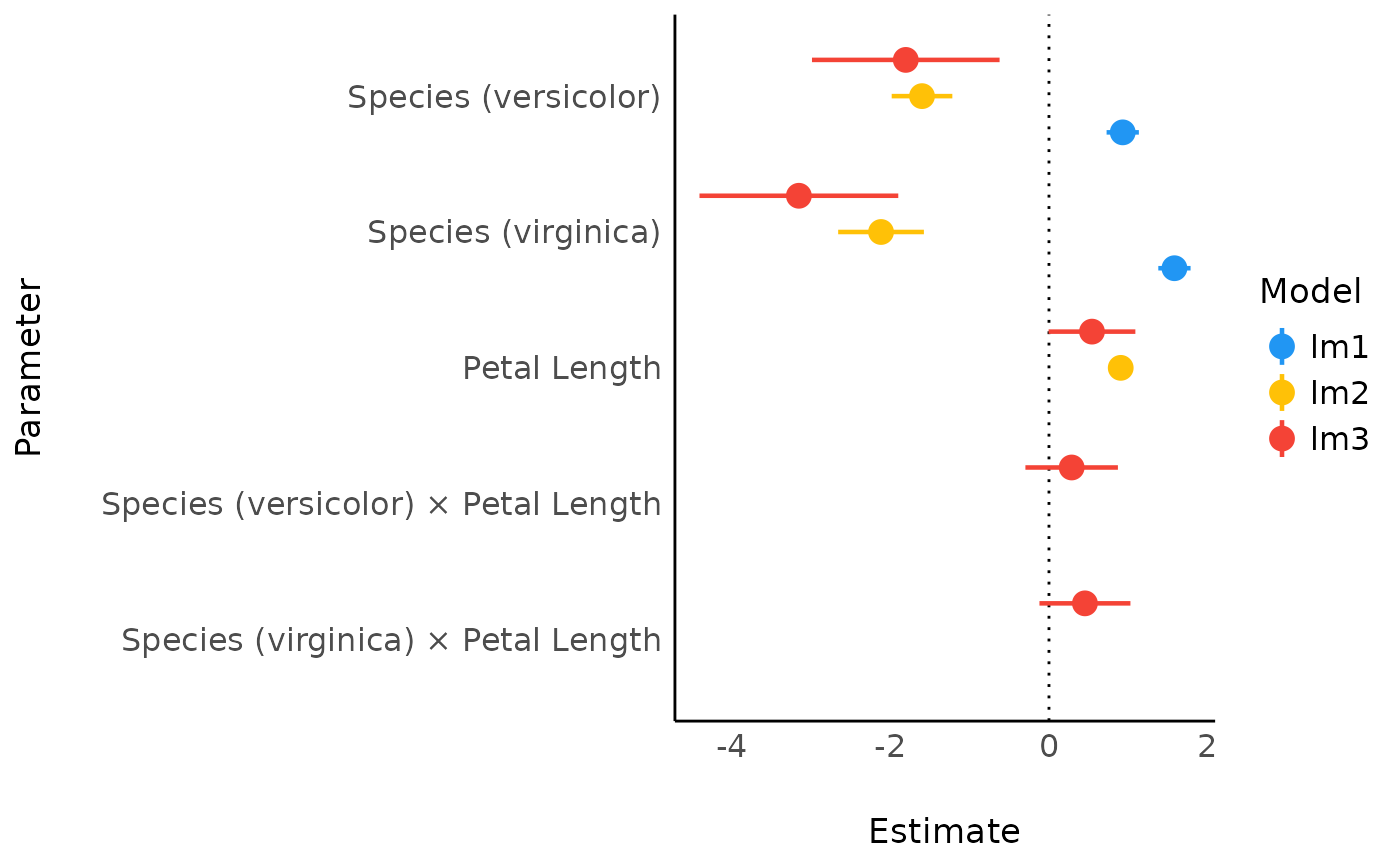 Species (versicolor)
Species (virginica)
Petal Length
Species (versicolor) × Petal Length
Species (virginica) × Petal Length
Parameter
-4 -2 0 2
Estimate
Model
lm1
lm2
lm3